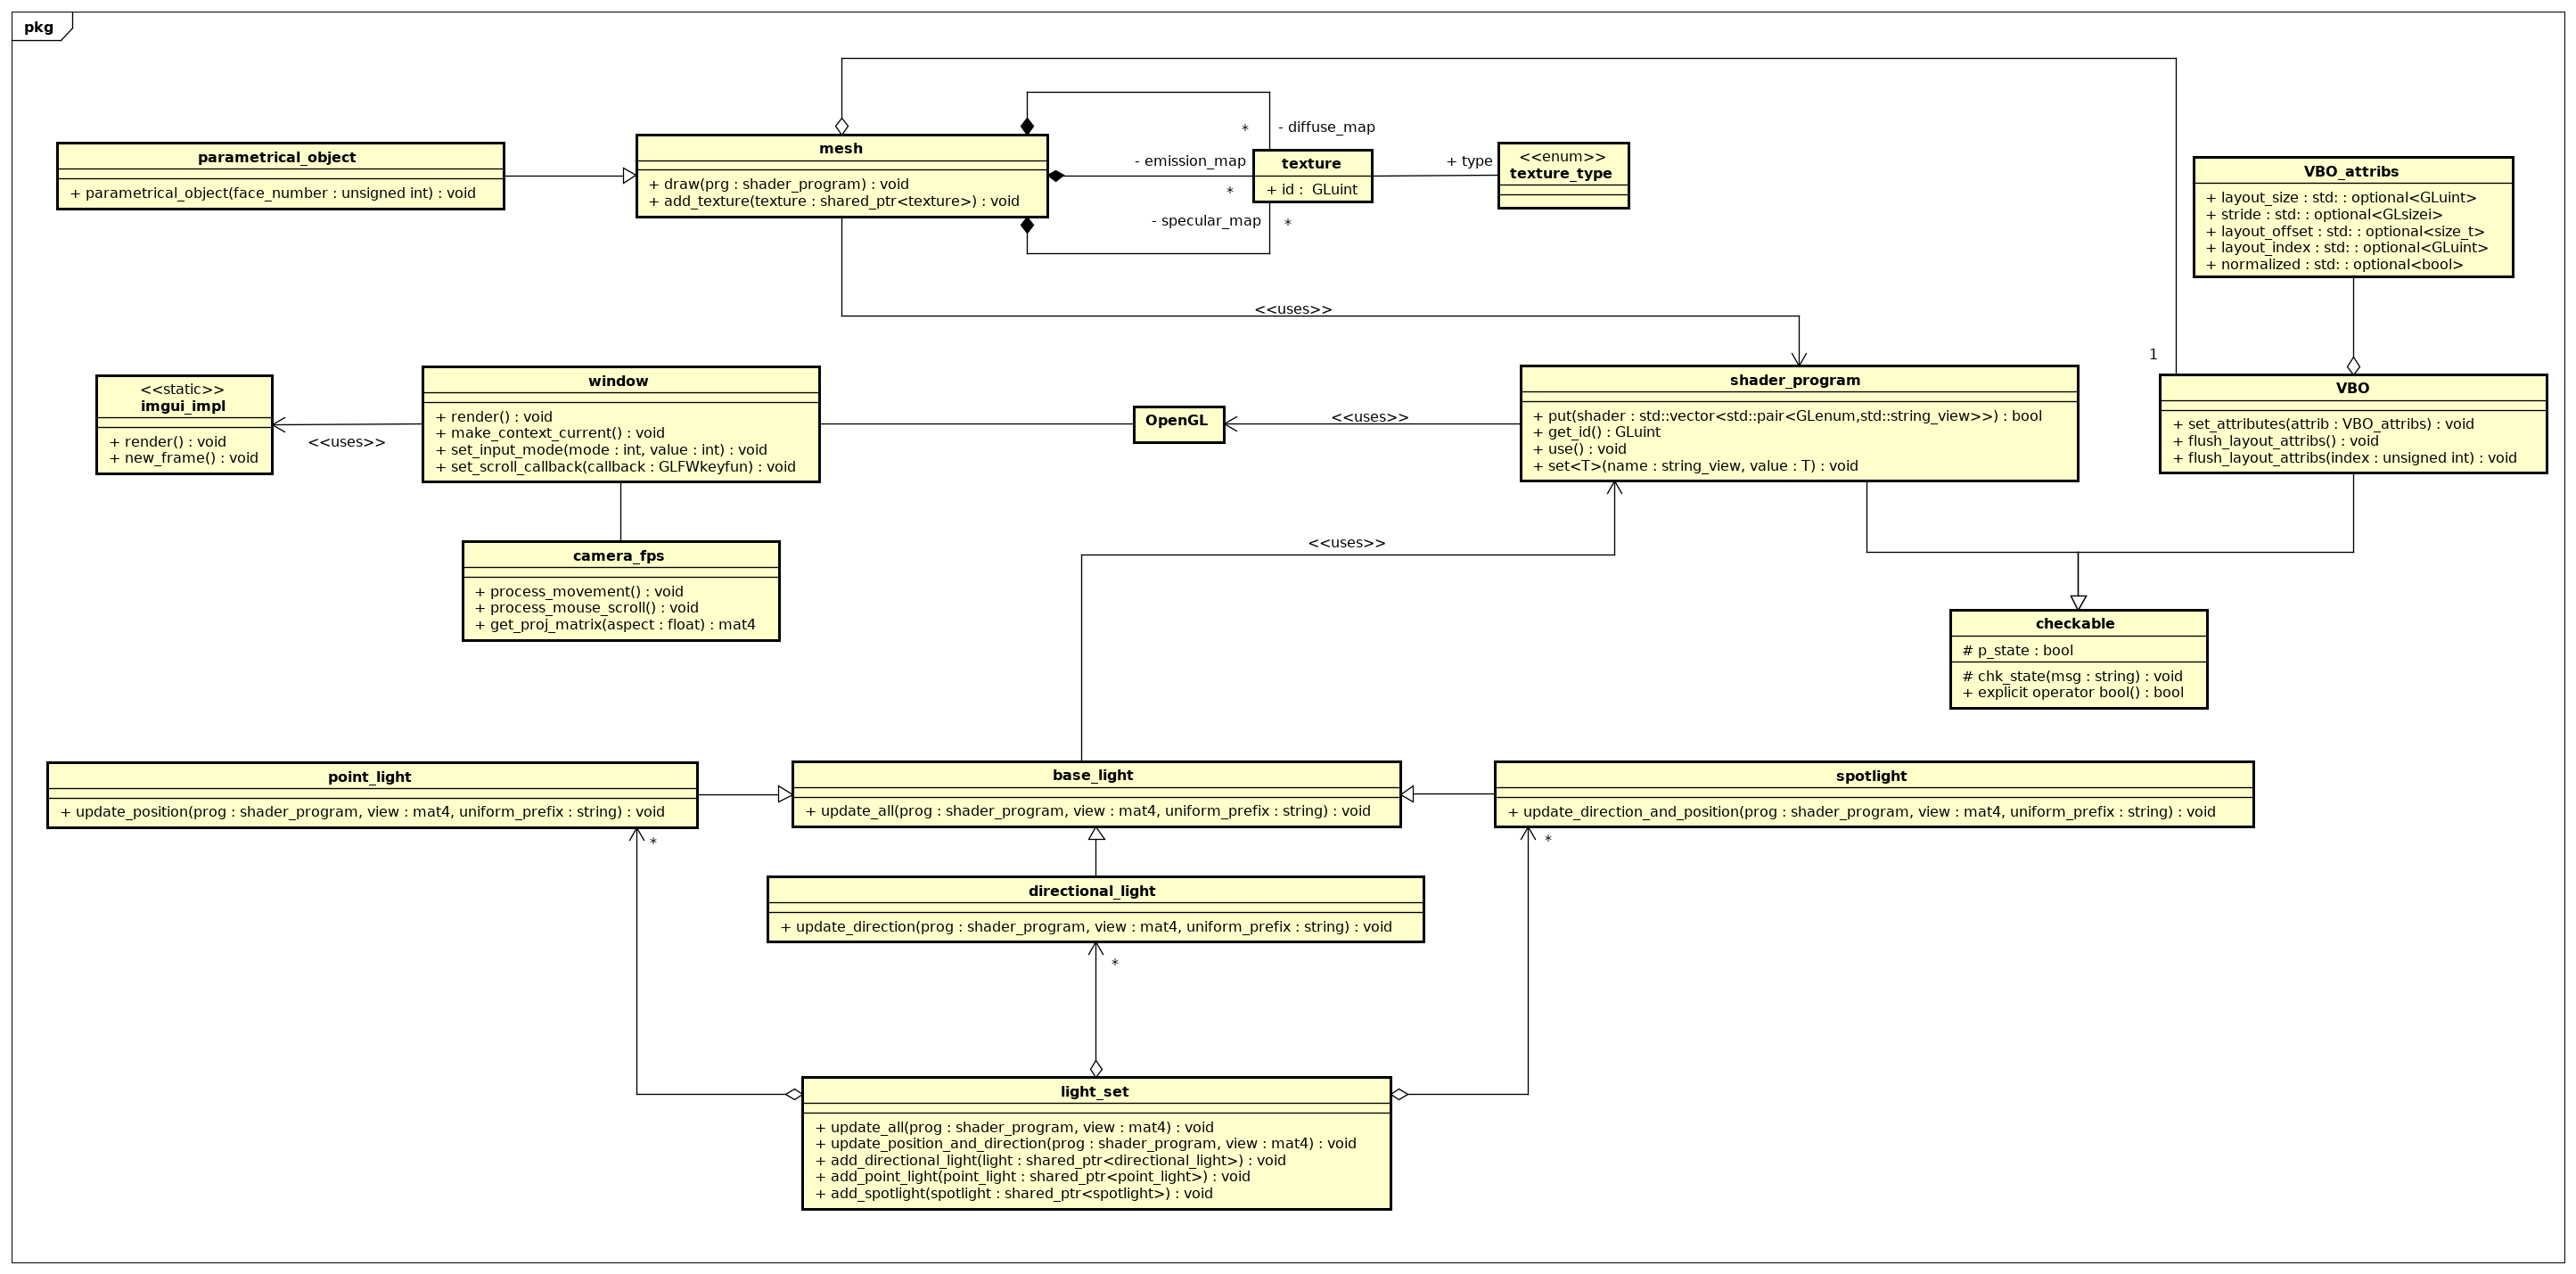 pkg
parametrical_object
+ parametrical_object(face_number : unsigned int) : void
mesh
+ draw(prg : shader_program) : void
+ add_texture(texture : shared_ptr<texture>) : void
*
- diffuse_map
- emission_map
*
- specular_map
*
texture
+ id :  GLuint
+ type
<<enum>>
texture_type
VBO_attribs
+ layout_size : std: : optional<GLuint>
+ stride : std: : optional<GLsizei>
+ layout_offset : std: : optional<size_t>
+ layout_index : std: : optional<GLuint>
+ normalized : std: : optional<bool>
<<uses>>
1
<<static>>
imgui_impl
+ render() : void
+ new_frame() : void
<<uses>>
window
+ render() : void
+ make_context_current() : void
+ set_input_mode(mode : int, value : int) : void
+ set_scroll_callback(callback : GLFWkeyfun) : void
OpenGL
<<uses>>
shader_program
+ put(shader : std::vector<std::pair<GLenum,std::string_view>>) : bool
+ get_id() : GLuint
+ use() : void
+ set<T>(name : string_view, value : T) : void
VBO
+ set_attributes(attrib : VBO_attribs) : void
+ flush_layout_attribs() : void
+ flush_layout_attribs(index : unsigned int) : void
camera_fps
+ process_movement() : void
+ process_mouse_scroll() : void
+ get_proj_matrix(aspect : float) : mat4
<<uses>>
checkable
# p_state : bool
# chk_state(msg : string) : void
+ explicit operator bool() : bool
point_light
+ update_position(prog : shader_program, view : mat4, uniform_prefix : string) : void
*
base_light
+ update_all(prog : shader_program, view : mat4, uniform_prefix : string) : void
spotlight
+ update_direction_and_position(prog : shader_program, view : mat4, uniform_prefix : string) : void
*
directional_light
+ update_direction(prog : shader_program, view : mat4, uniform_prefix : string) : void
*
light_set
+ update_all(prog : shader_program, view : mat4) : void
+ update_position_and_direction(prog : shader_program, view : mat4) : void
+ add_directional_light(light : shared_ptr<directional_light>) : void
+ add_point_light(point_light : shared_ptr<point_light>) : void
+ add_spotlight(spotlight : shared_ptr<spotlight>) : void